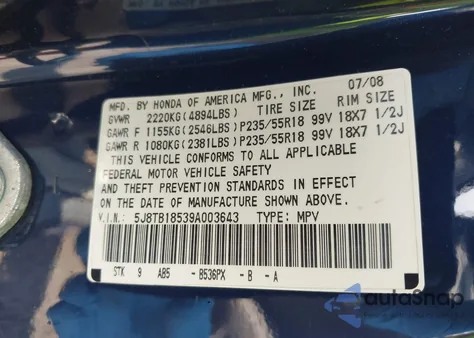 MFD. BY HONDA OF AMERICA MFG., INC. 07/08
GVWR 2220KG(4894LBS) TIRE SIZE RIM SIZE
GAWR F 1155KG(2546LBS)P235/55R18 99V 18X7 1/2J
GAWR R 1080KG(2381LBS)P235/55R18 99V 18X7 1/2J
THIS VEHICLE CONFORMS TO ALL APPLICABLE
FEDERAL MOTOR VEHICLE SAFETY
AND THEFT PREVENTION STANDARDS IN EFFECT
ON THE DATE OF MANUFACTURE SHOWN ABOVE.
V.I.N.: 5J8TB18539A003643 TYPE: MPV
STK 9 AB5 - B536PX - B - A
autoSnap